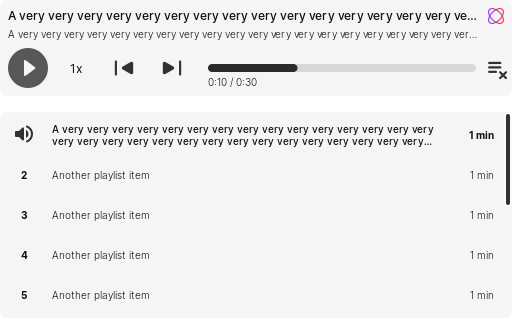 A very very very very very very very very very very very very very very very ve...
A very very very very very very very very very very very very very very very very very very ver...
1x
0:10 / 0:30
A very very very very very very very very very very very very very very very
very very very very very very very very very very very very very very very...
1 min
2 Another playlist item 1 min
3 Another playlist item 1 min
4 Another playlist item 1 min
5 Another playlist item 1 min